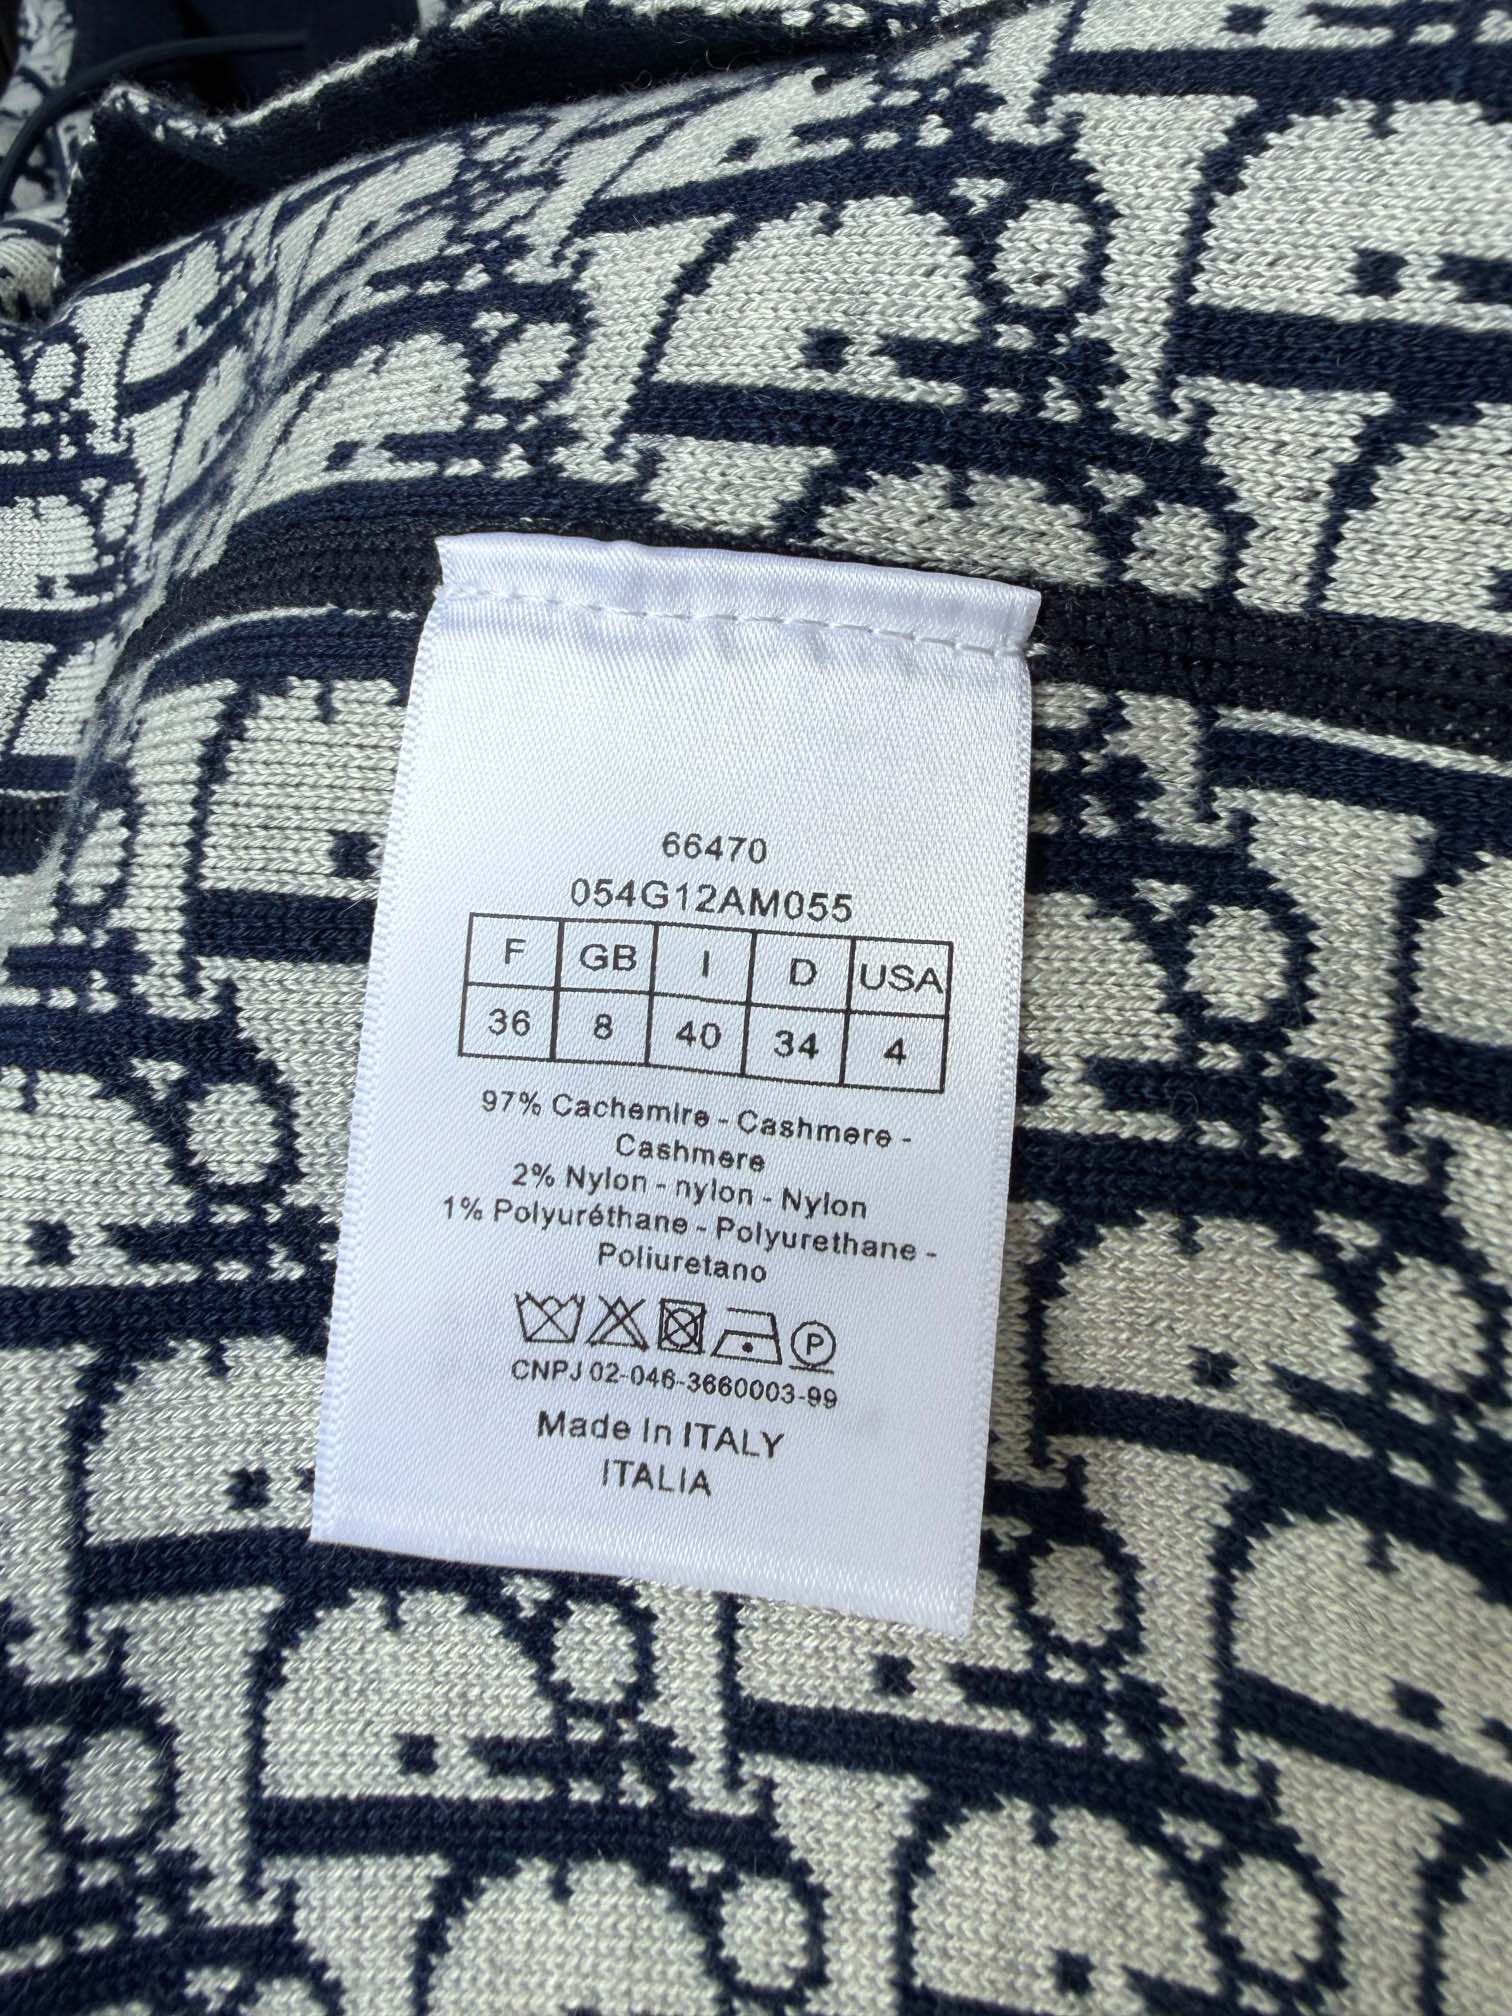 66470
054G12AM055
F GB I D USA
36 8 40 34 4
97% Cachemire - Cashmere -
Cashmere
2% Nylon - nylon - Nylon
1% Polyuréthane - Polyurethane -
Poliuretano
P
CNPJ 02-046-3660003-99
Made In ITALY
ITALIA